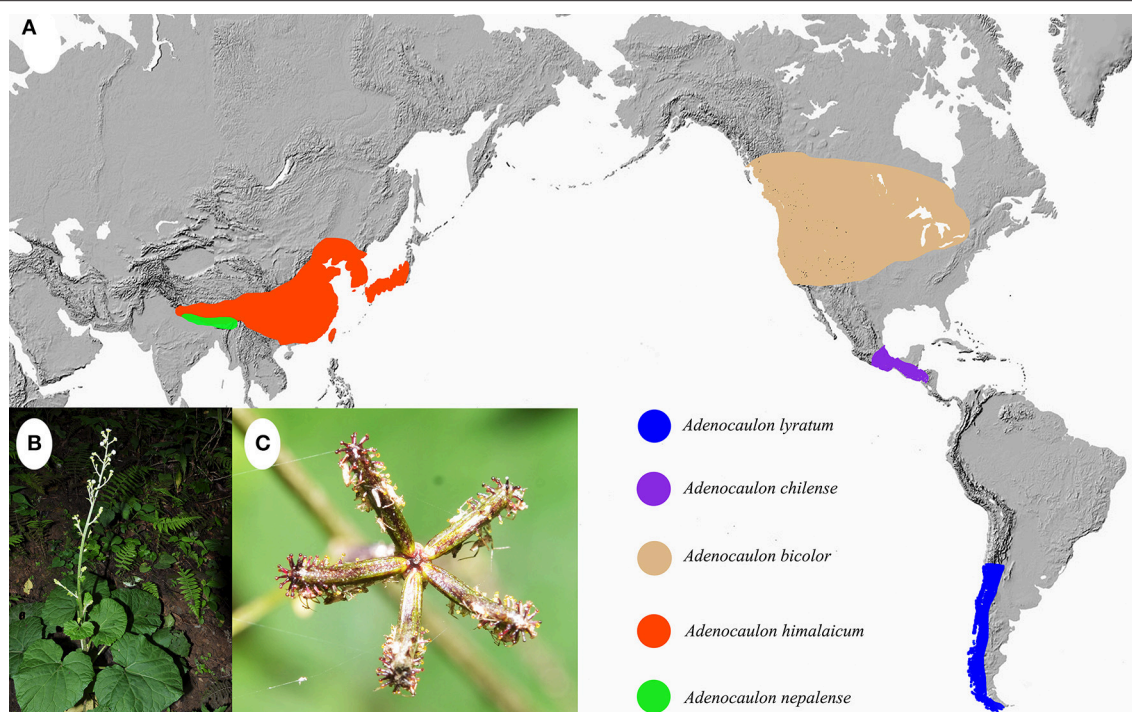 A
B
C
Adenocaulon lyratum
Adenocaulon chilense
Adenocaulon bicolor
Adenocaulon himalaicum
Adenocaulon nepalense